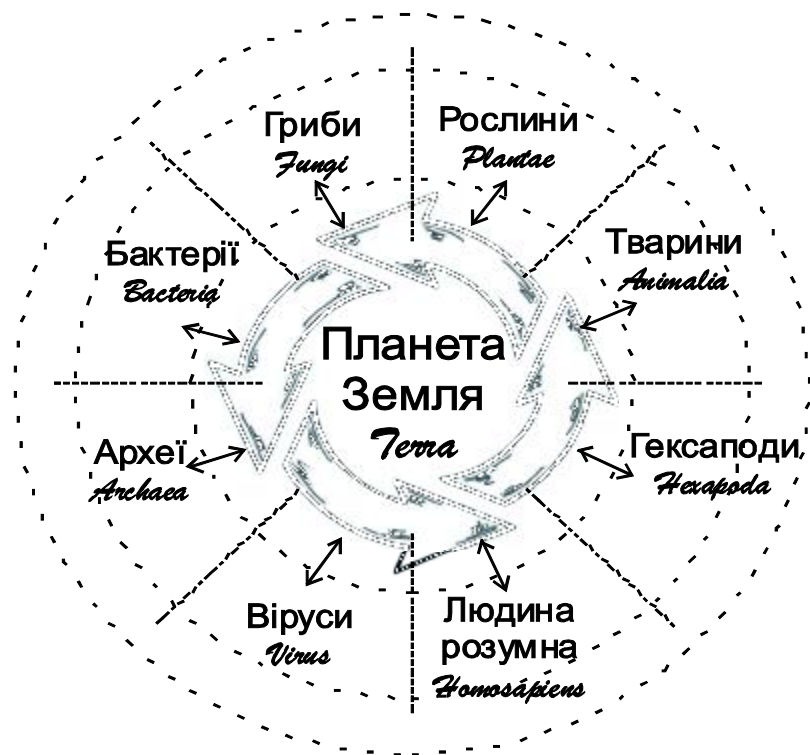 Гриби
Fungi
Рослини
Plantae
Бактерії
Bacteria
Тварини
Animalia
Планета
Земля
Terra
Археї
Archaea
Гексаподи
Hexapoda
Віруси
Virus
Людина
розумна
Homosápiens